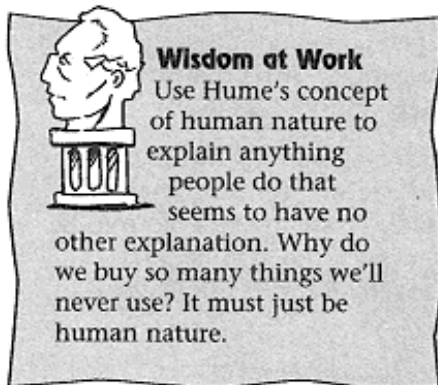 Wisdom at Work
Use Hume's concept
of human nature to
explain anything
people do that
seems to have no
other explanation. Why do
we buy so many things we'll
never use? It must just be
human nature.